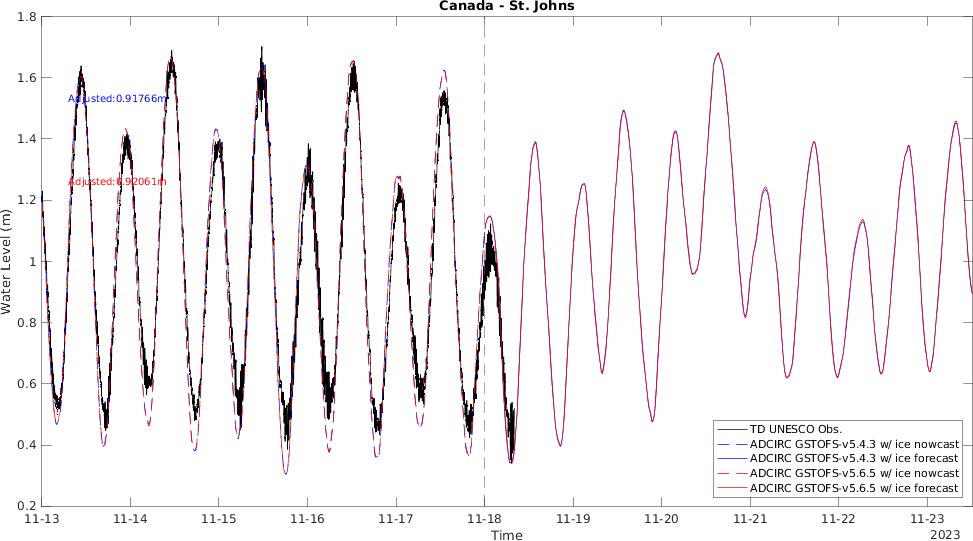 Canada - St. Johns
1.8
1.6
1.4
1.2
1
0.8
0.6
0.4
0.2
Water Level (m)
Adjusted:0.91766m
Adjusted:0.92061m
TD UNESCO Obs.
ADCIRC GSTOFS-v5.4.3 w/ ice nowcast
ADCIRC GSTOFS-v5.4.3 w/ ice forecast
ADCIRC GSTOFS-v5.6.5 w/ ice nowcast
ADCIRC GSTOFS-v5.6.5 w/ ice forecast
11-13 11-14 11-15 11-16 11-17 11-18 11-19 11-20 11-21 11-22 11-23
Time
2023